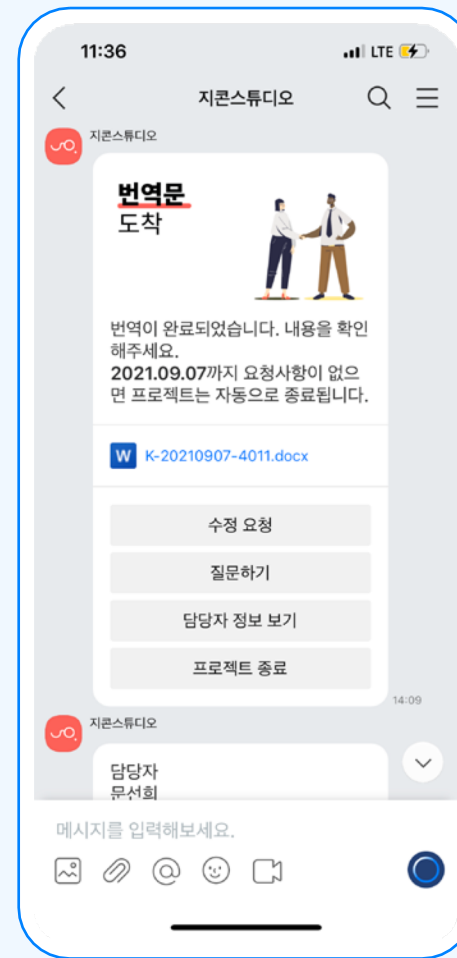 11:36
LTE
지콘스튜디오
지콘스튜디오
번역문
도착
번역이 완료되었습니다. 내용을 확인
해주세요.
2021.09.07까지 요청사항이 없으
면 프로젝트는 자동으로 종료됩니다.
W K-20210907-4011.docx
수정 요청
질문하기
담당자 정보 보기
프로젝트 종료
14:09
지콘스튜디오
담당자
문선희
메시지를 입력해보세요.